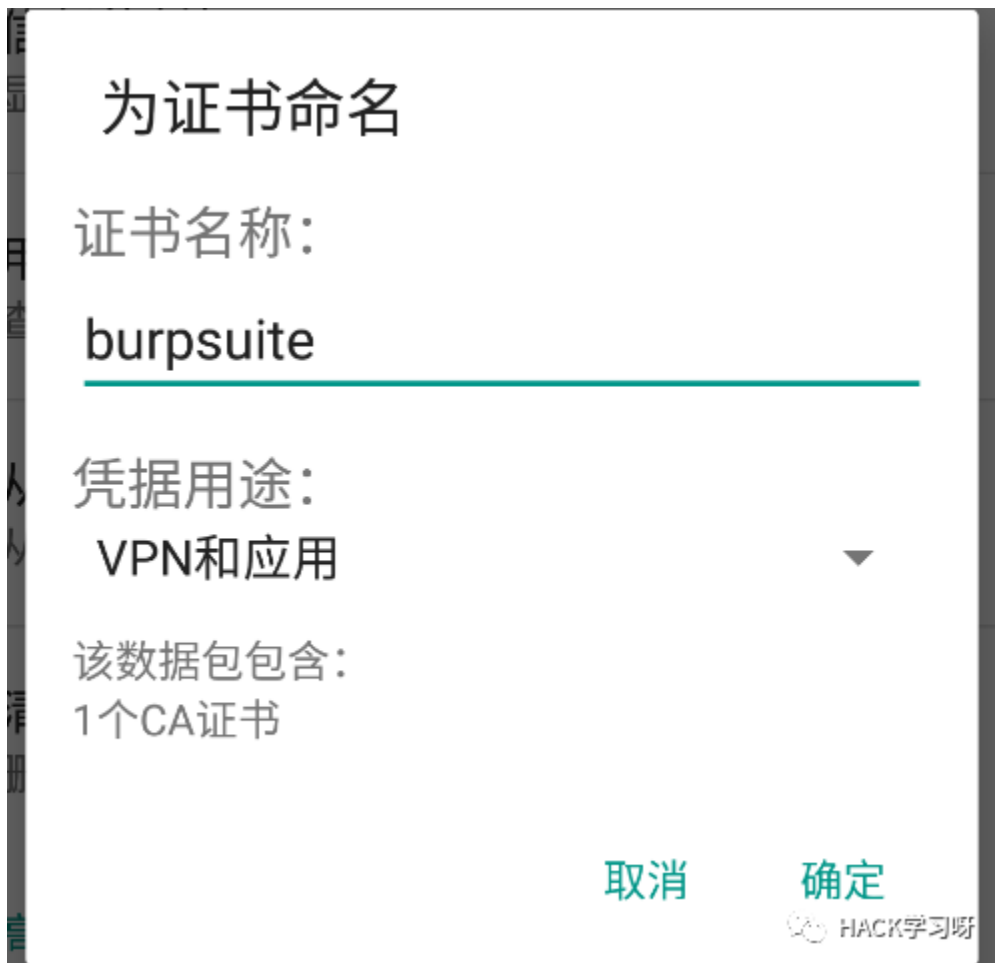 为证书命名
证书名称：
burpsuite
凭据用途：
VPN和应用
该数据包包含：
1个CA证书
取消 确定
HACK学习呀